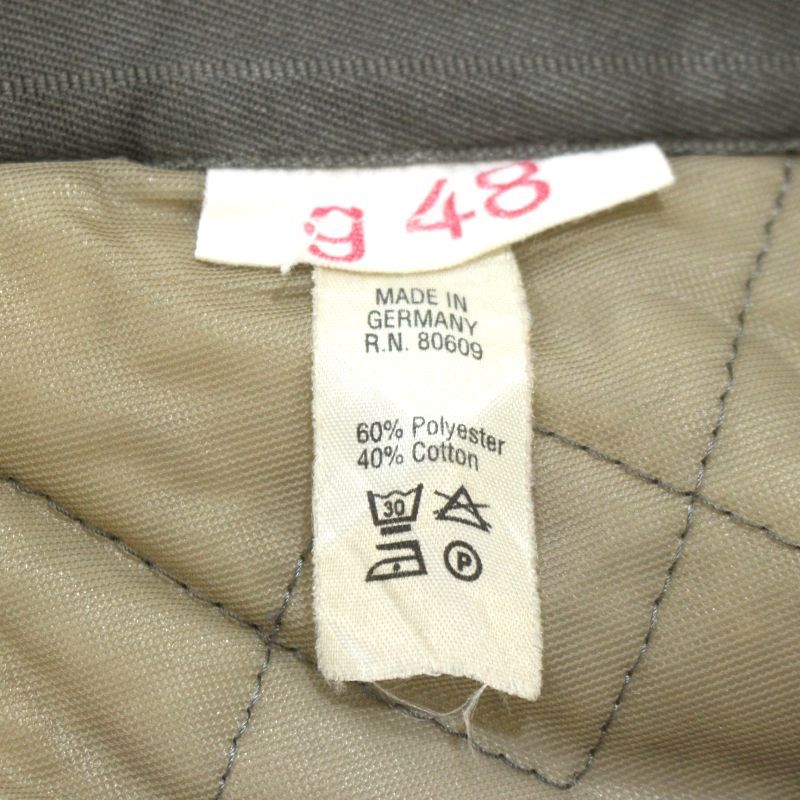 g 48
MADE IN
GERMANY
R.N. 80609
60% Polyester
40% Cotton
30
P